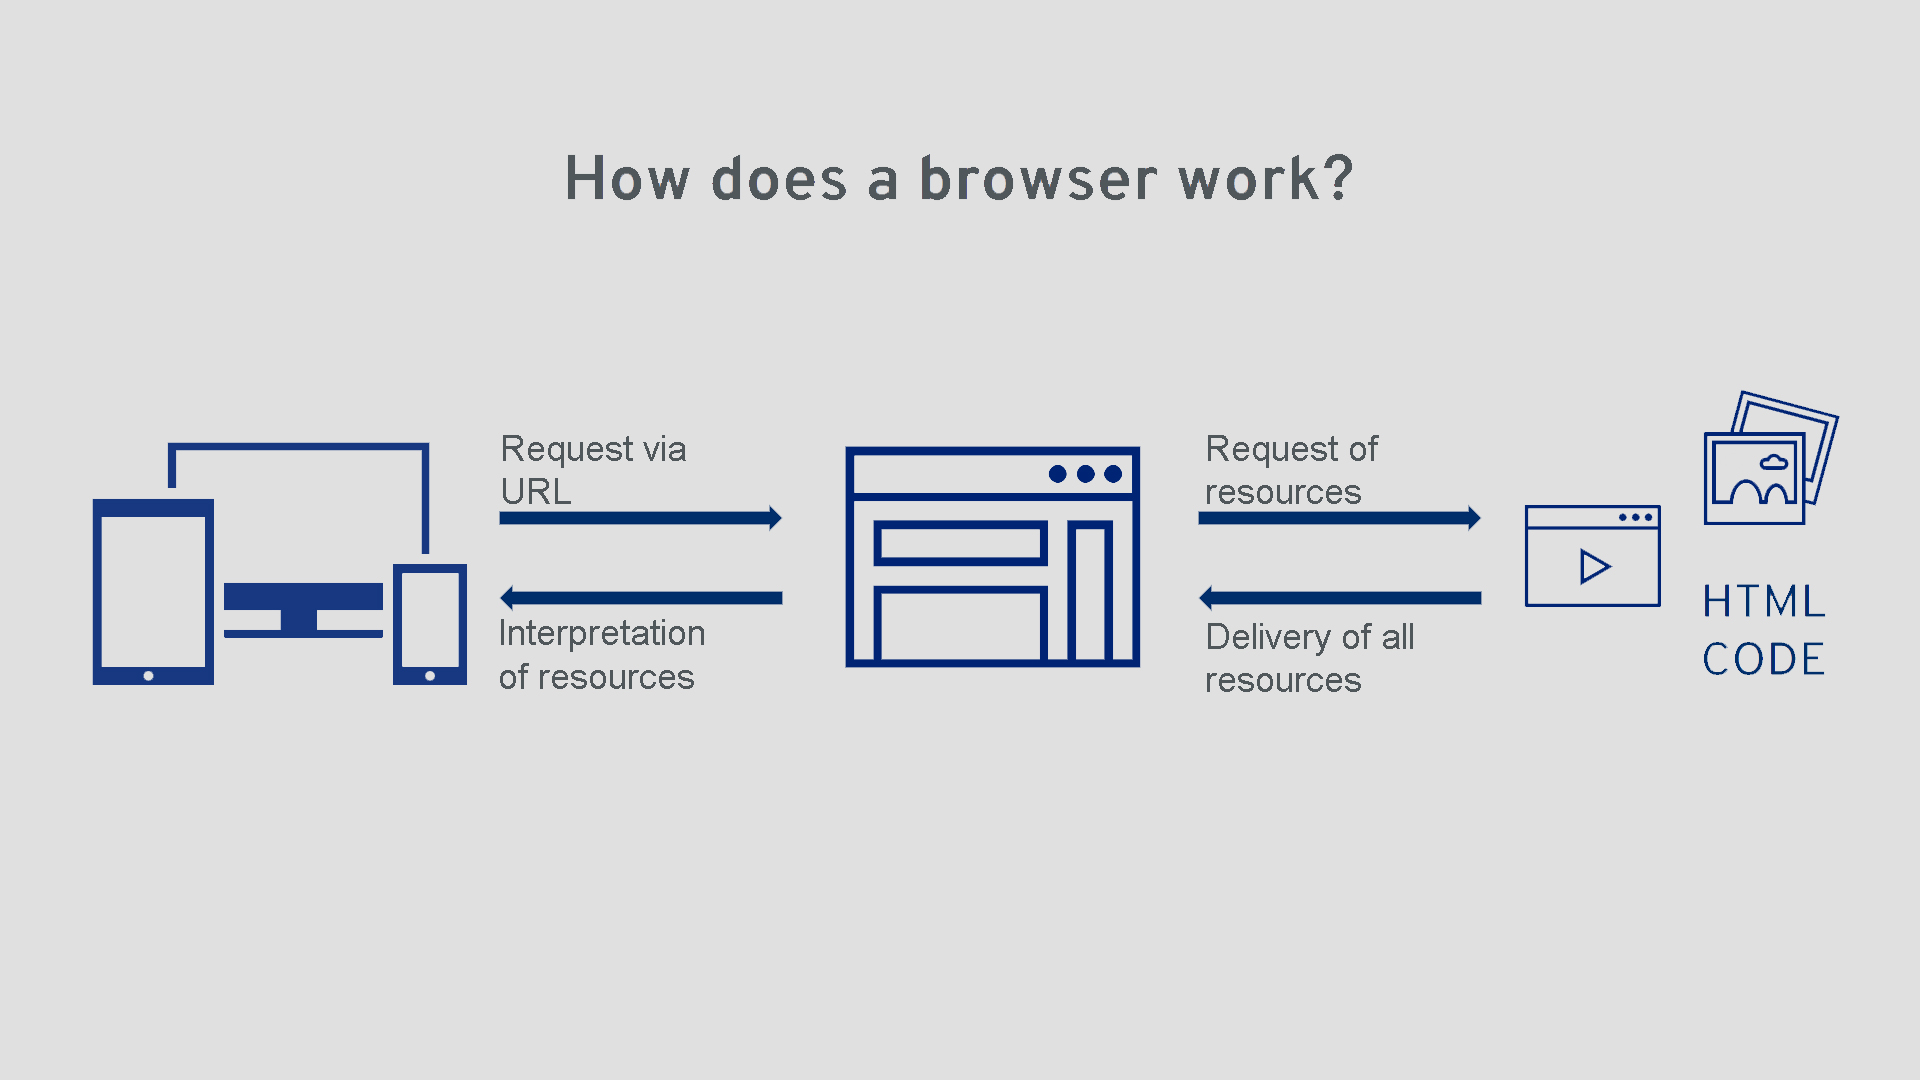 How does a browser work?
Request via
URL
Interpretation
of resources
Request of
resources
Delivery of all
resources
HTML
CODE